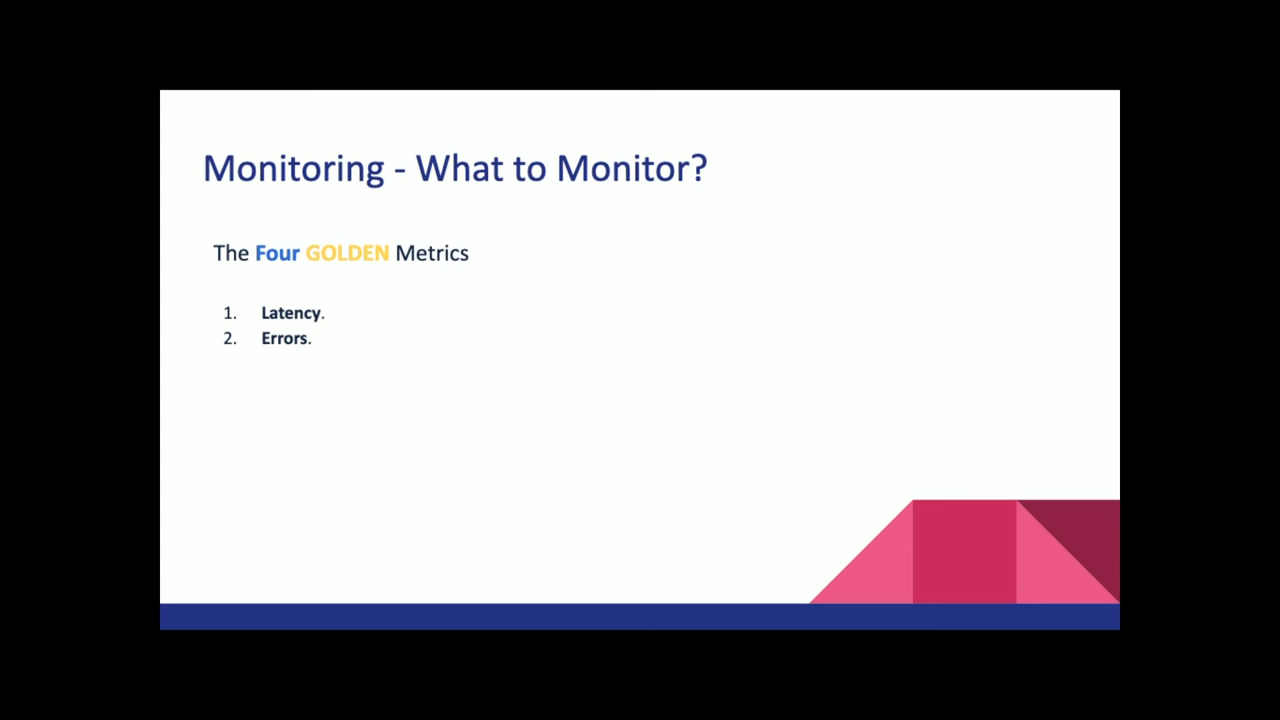 Monitoring - What to Monitor?
The Four GOLDEN Metrics
1. Latency.
2. Errors.